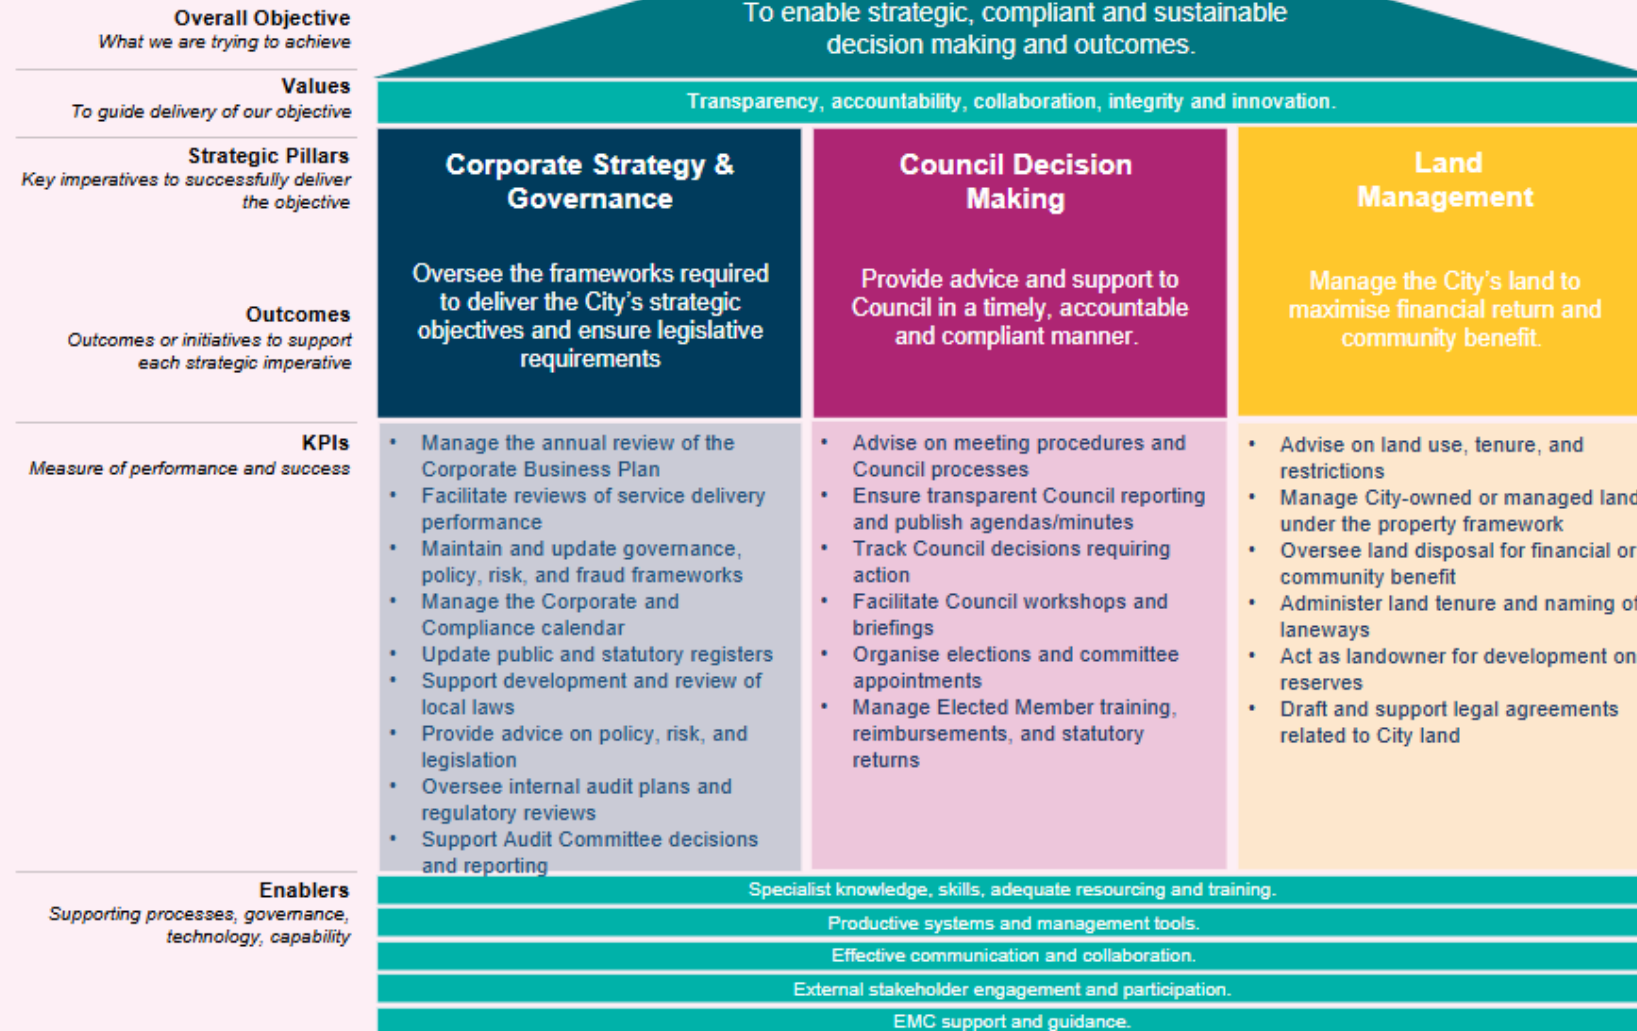 Overall Objective
What we are trying to achieve
To enable strategic, compliant and sustainable
decision making and outcomes.
Values
To guide delivery of our objective
Transparency, accountability, collaboration, integrity and innovation.
Strategic Pillars
Key imperatives to successfully deliver
the objective
Corporate Strategy &
Governance
Council Decision
Making
Land
Management
Outcomes
Outcomes or initiatives to support
each strategic imperative
Oversee the frameworks required
to deliver the City's strategic
objectives and ensure legislative
requirements
Provide advice and support to
Council in a timely, accountable
and compliant manner.
Manage the City's land to
maximise financial return and
community benefit.
KPIs
Measure of performance and success
• Manage the annual review of the
Corporate Business Plan
• Facilitate reviews of service delivery
performance
• Maintain and update governance,
policy, risk, and fraud frameworks
• Manage the Corporate and
Compliance calendar
• Update public and statutory registers
• Support development and review of
local laws
• Provide advice on policy, risk, and
legislation
• Oversee internal audit plans and
regulatory reviews
• Support Audit Committee decisions
and reporting
• Advise on meeting procedures and
Council processes
• Ensure transparent Council reporting
and publish agendas/minutes
• Track Council decisions requiring
action
• Facilitate Council workshops and
briefings
• Organise elections and committee
appointments
• Manage Elected Member training,
reimbursements, and statutory
returns
• Advise on land use, tenure, and
restrictions
• Manage City-owned or managed land
under the property framework
• Oversee land disposal for financial or
community benefit
• Administer land tenure and naming of
laneways
• Act as landowner for development on
reserves
• Draft and support legal agreements
related to City land
Enablers
Supporting processes, governance,
technology, capability
Specialist knowledge, skills, adequate resourcing and training.
Productive systems and management tools.
Effective communication and collaboration.
External stakeholder engagement and participation.
EMC support and guidance.